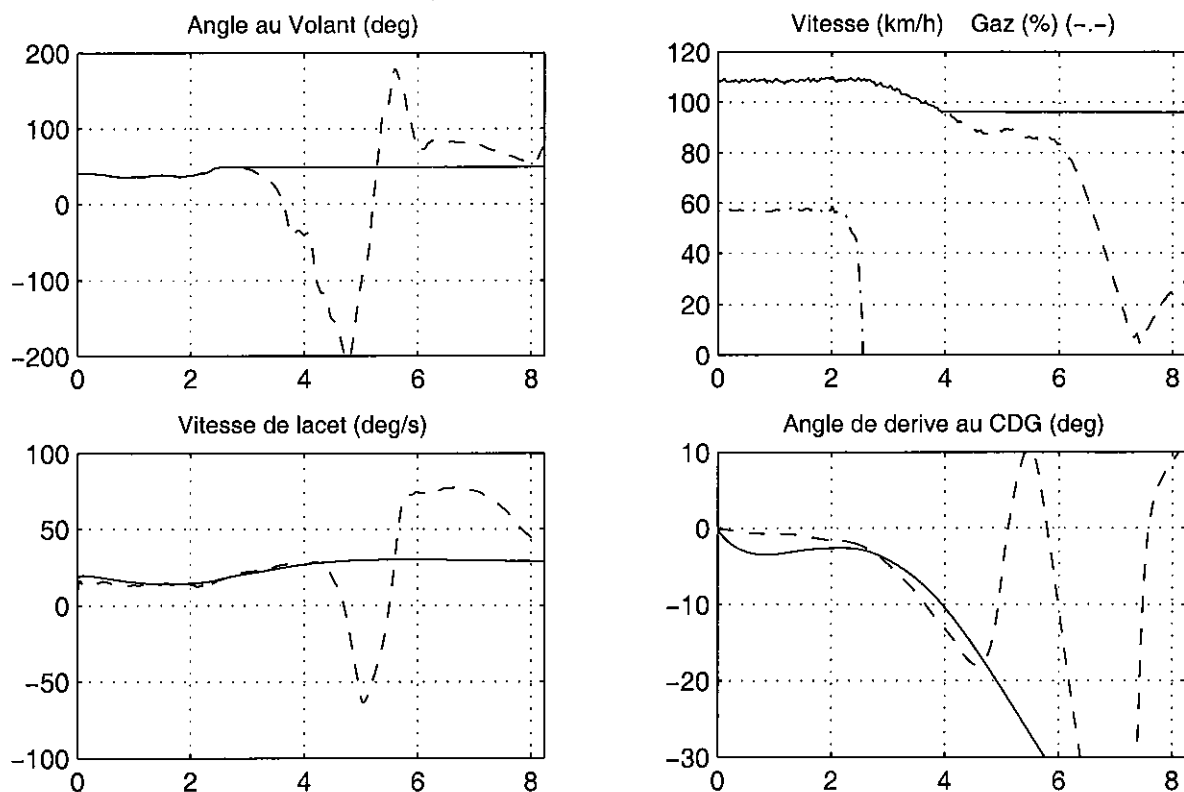 Angle au Volant (deg)
200
100
0
−100
−200
0 2 4 6 8
Vitesse (km/h) Gaz (%) (−.−)
120
100
80
60
40
20
0
0 2 4 6 8
Vitesse de lacet (deg/s)
100
50
0
−50
−100
0 2 4 6 8
Angle de derive au CDG (deg)
10
0
−10
−20
−30
0 2 4 6 8